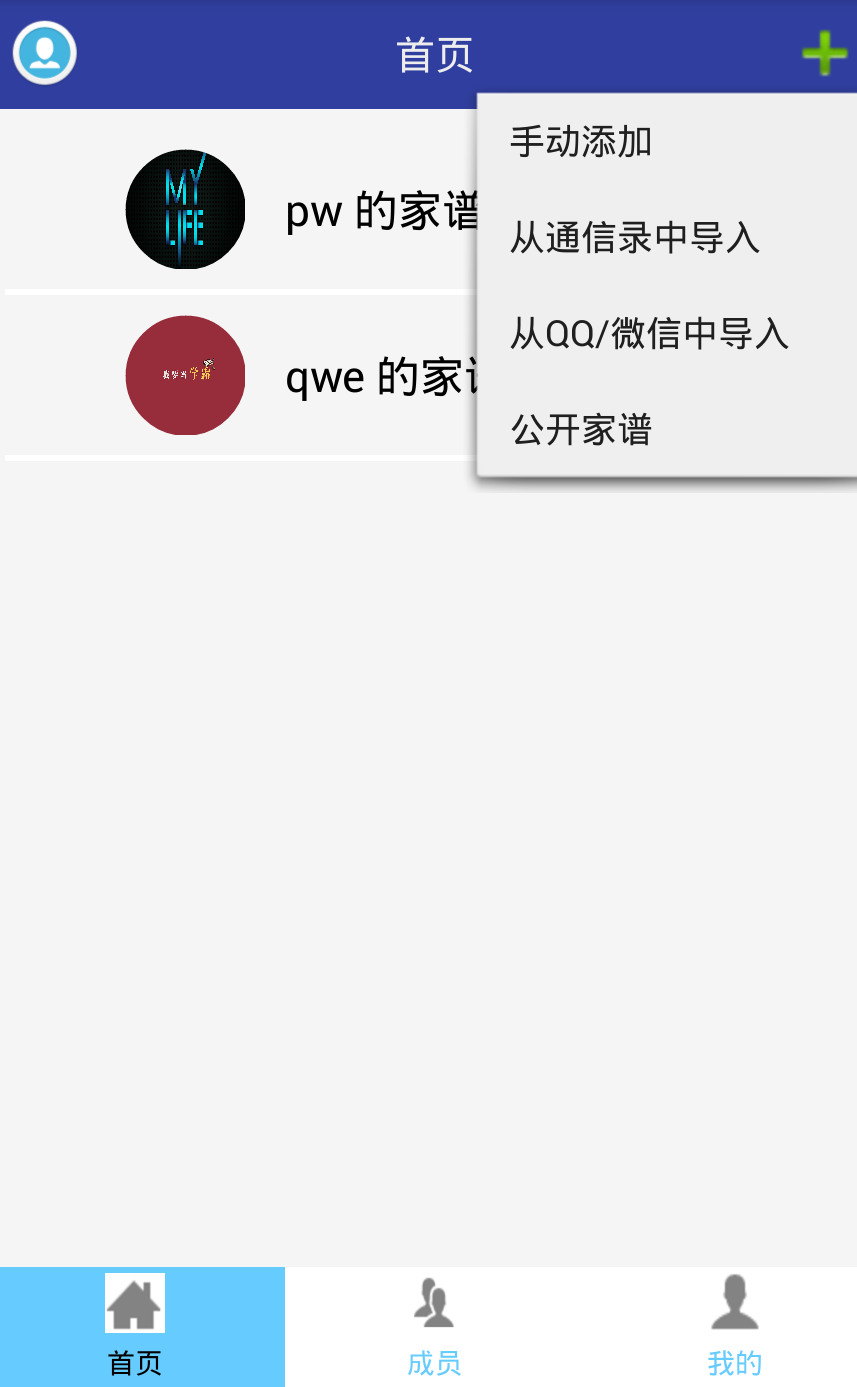 首页
手动添加
MY
LIFE
pw 的家谱
从通信录中导入
从QQ/微信中导入
qwe 的家
公开家谱
首页
成员
我的